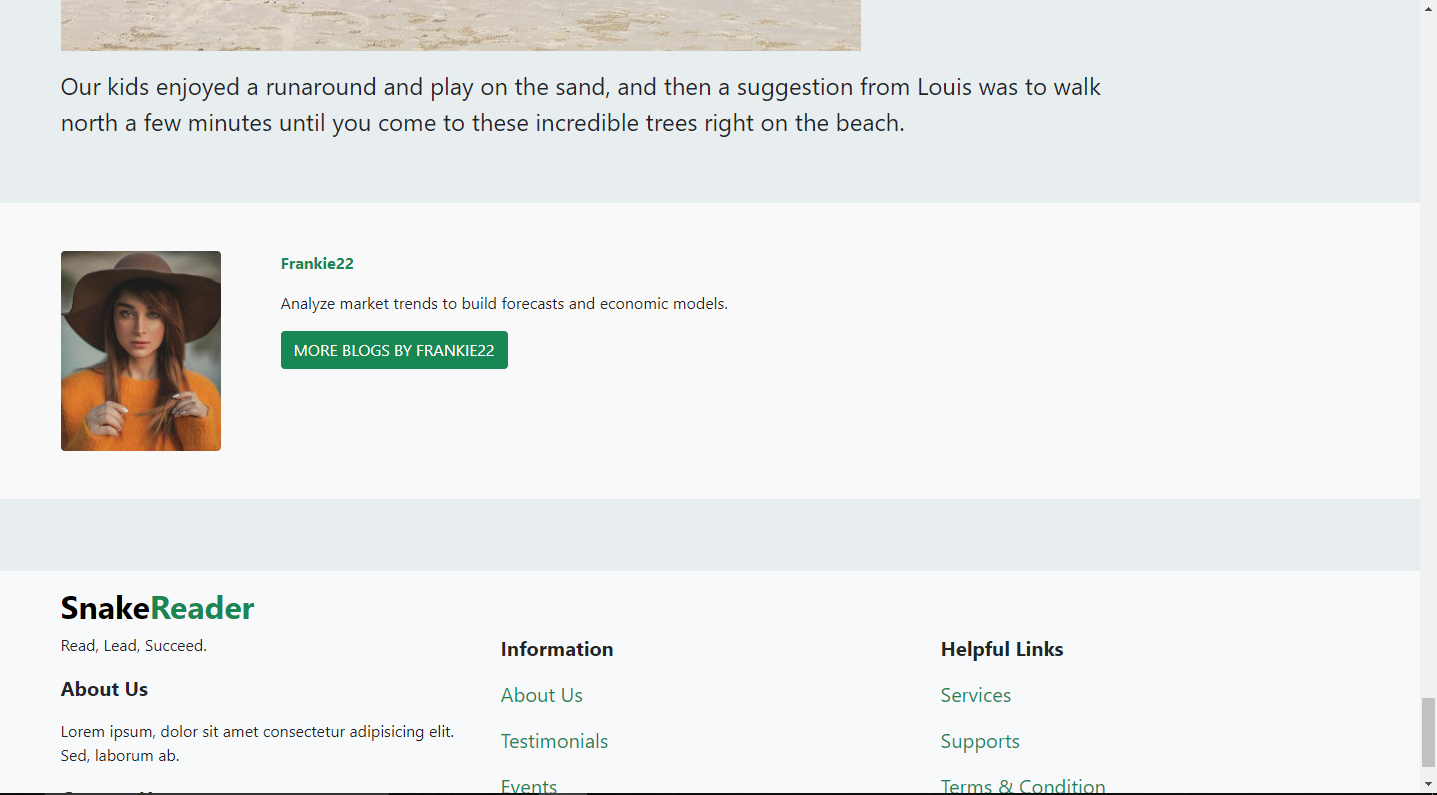 Our kids enjoyed a runaround and play on the sand, and then a suggestion from Louis was to walk
north a few minutes until you come to these incredible trees right on the beach.
Frankie22
Analyze market trends to build forecasts and economic models.
MORE BLOGS BY FRANKIE22
SnakeReader
Read, Lead, Succeed.
About Us
Lorem ipsum, dolor sit amet consectetur adipisicing elit.
Sed, laborum ab.
Information
About Us
Testimonials
Events
Helpful Links
Services
Supports
Terms & Condition